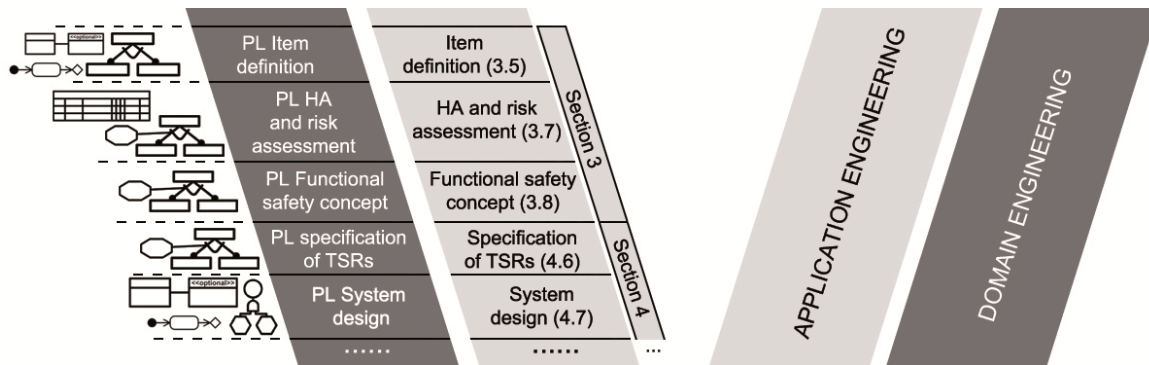 <<optional>>
PL Item
definition
Item
definition (3.5)
PL HA
and risk
assessment
HA and risk
assessment (3.7)
PL Functional
safety concept
Functional safety
concept (3.8)
Section 3
PL specification
of TSRs
Specification
of TSRs (4.6)
<<optional>>
PL System
design
System
design (4.7)
Section 4
......
......
...
APPLICATION ENGINEERING
DOMAIN ENGINEERING